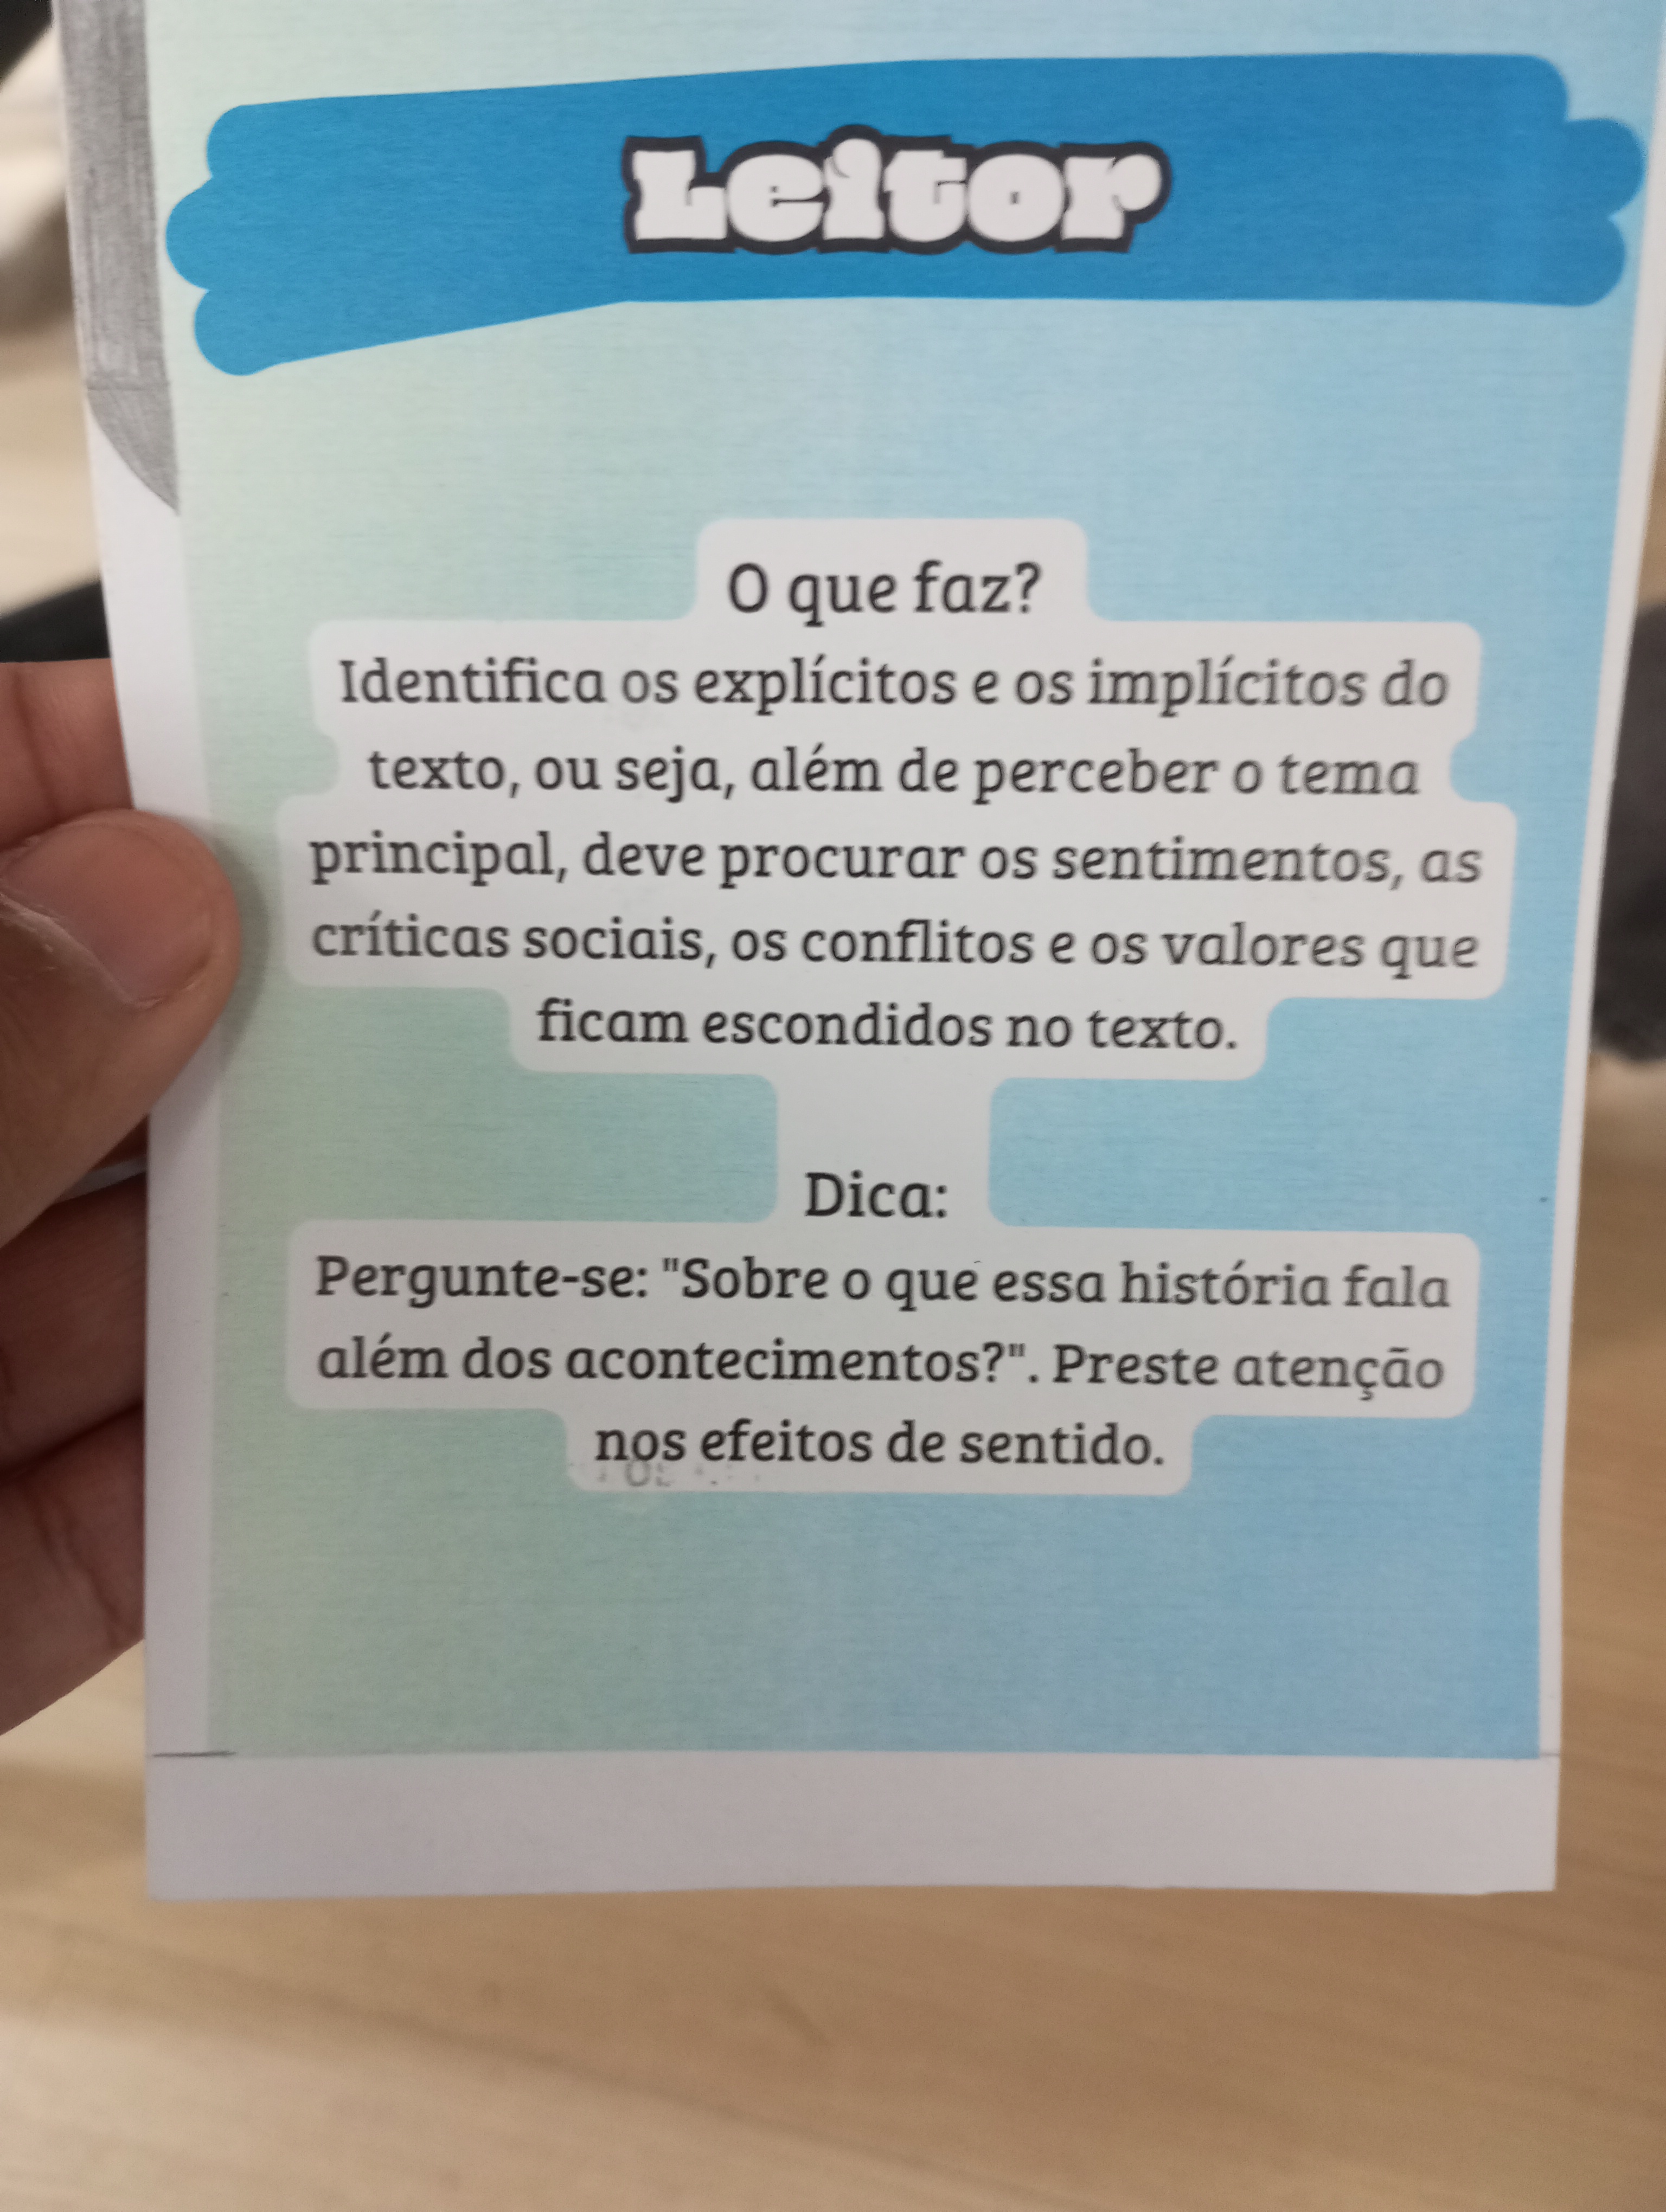 Leitor
O que faz?
Identifica os explícitos e os implícitos do
texto, ou seja, além de perceber o tema
principal, deve procurar os sentimentos, as
críticas sociais, os conflitos e os valores que
ficam escondidos no texto.
Dica:
Pergunte-se: "Sobre o que essa história fala
além dos acontecimentos?". Preste atenção
nos efeitos de sentido.